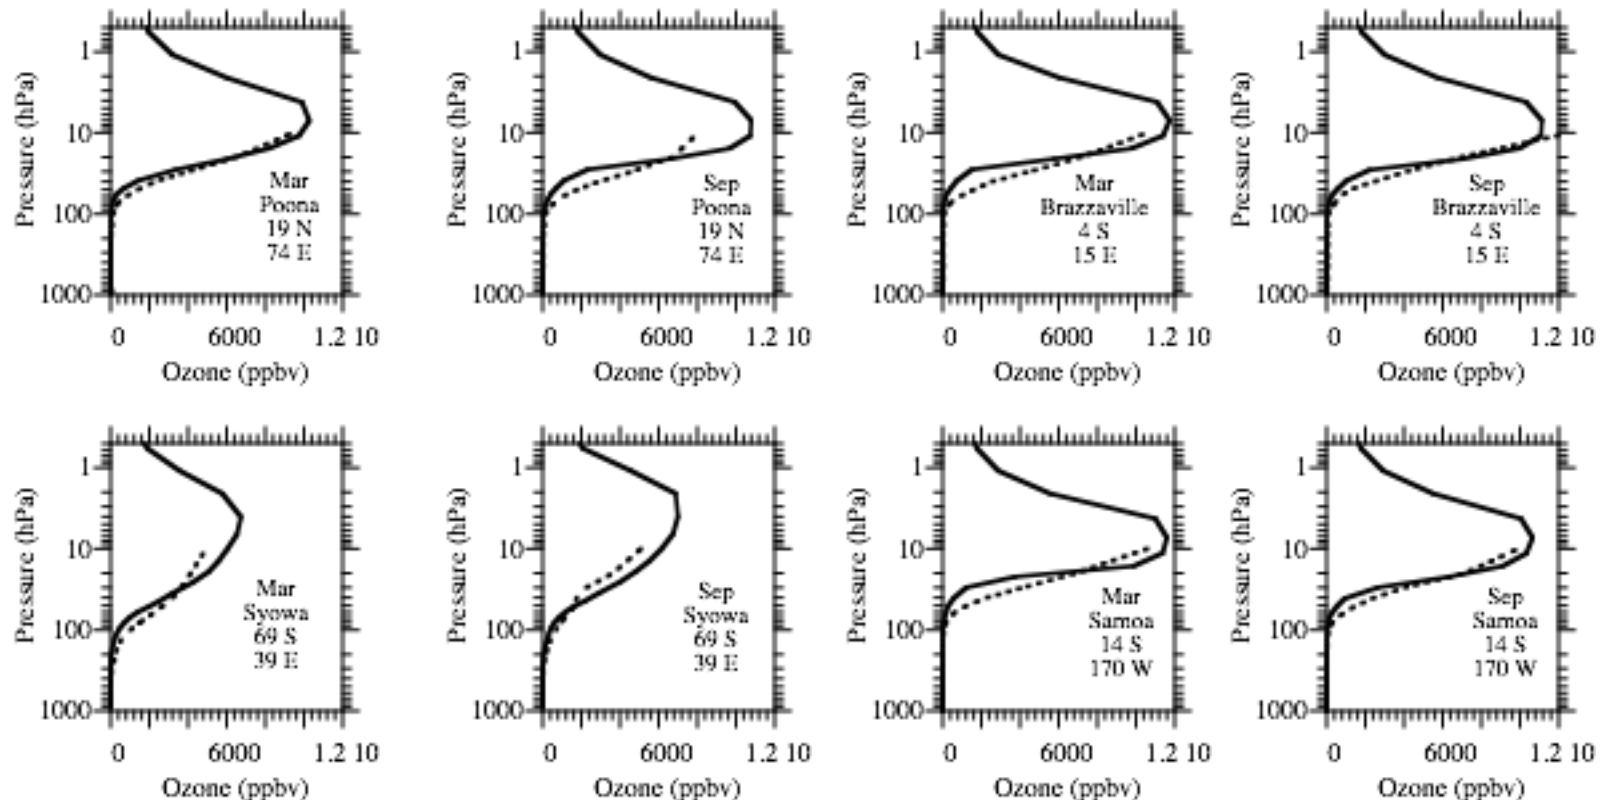 Pressure (hPa)
1
10
100
1000
Mar
Poona
19 N
74 E
0 6000 1.2 10
Ozone (ppbv)
Pressure (hPa)
1
10
100
1000
Sep
Poona
19 N
74 E
0 6000 1.2 10
Ozone (ppbv)
Pressure (hPa)
1
10
100
1000
Mar
Brazzaville
4 S
15 E
0 6000 1.2 10
Ozone (ppbv)
Pressure (hPa)
1
10
100
1000
Sep
Brazzaville
4 S
15 E
0 6000 1.2 10
Ozone (ppbv)
Pressure (hPa)
1
10
100
1000
Mar
Syowa
69 S
39 E
0 6000 1.2 10
Ozone (ppbv)
Pressure (hPa)
1
10
100
1000
Sep
Syowa
69 S
39 E
0 6000 1.2 10
Ozone (ppbv)
Pressure (hPa)
1
10
100
1000
Mar
Samoa
14 S
170 W
0 6000 1.2 10
Ozone (ppbv)
Pressure (hPa)
1
10
100
1000
Sep
Samoa
14 S
170 W
0 6000 1.2 10
Ozone (ppbv)